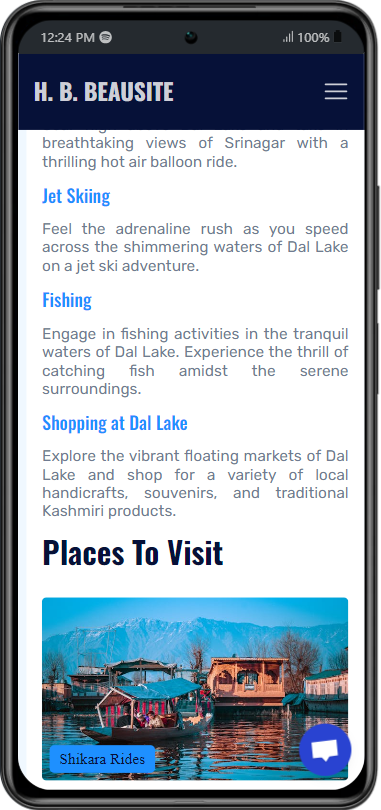 12:24 PM
100%
H. B. BEAUSITE
breathtaking views of Srinagar with a
thrilling hot air balloon ride.
Jet Skiing
Feel the adrenaline rush as you speed
across the shimmering waters of Dal Lake
on a jet ski adventure.
Fishing
Engage in fishing activities in the tranquil
waters of Dal Lake. Experience the thrill of
catching fish amidst the serene
surroundings.
Shopping at Dal Lake
Explore the vibrant floating markets of Dal
Lake and shop for a variety of local
handicrafts, souvenirs, and traditional
Kashmiri products.
Places To Visit
Shikara Rides